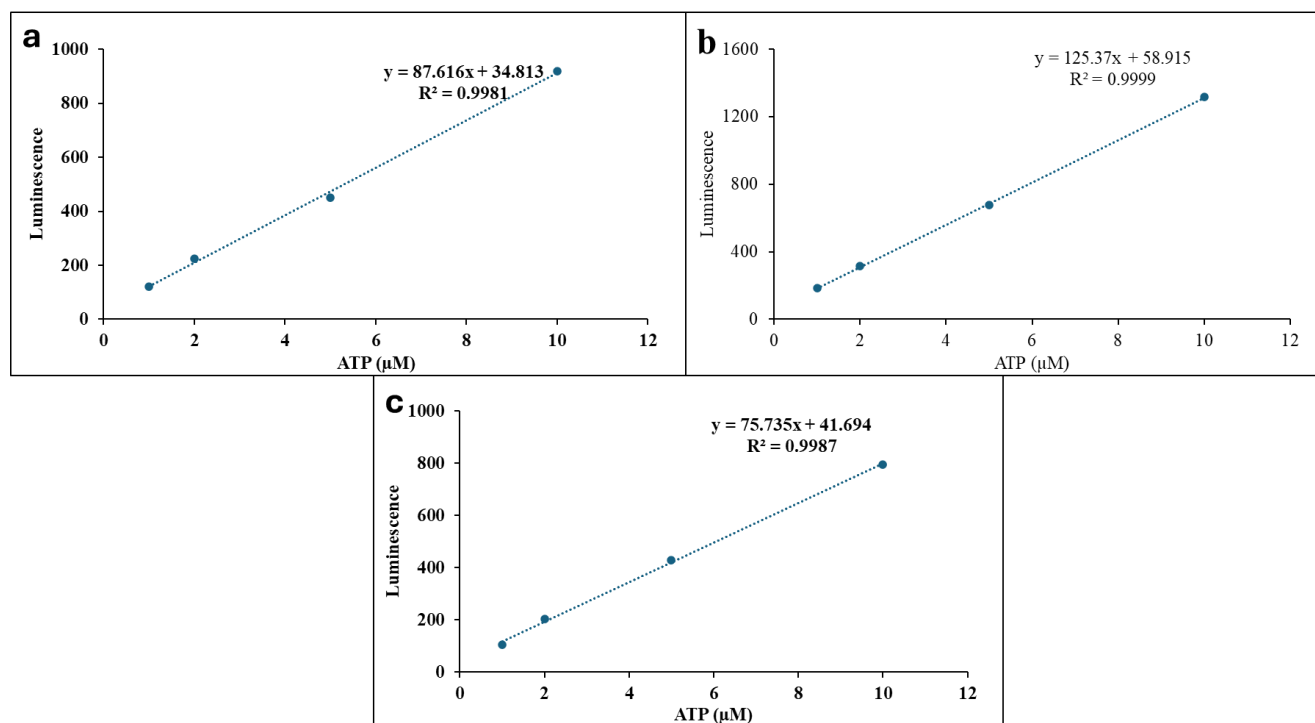 a
y = 87.616x + 34.813
R² = 0.9981
1000
800
600
400
200
0
Luminescence
0 2 4 6 8 10 12
ATP (µM)
b
y = 125.37x + 58.915
R² = 0.9999
1600
1200
800
400
0
Luminescence
0 2 4 6 8 10 12
ATP (µM)
c
y = 75.735x + 41.694
R² = 0.9987
1000
800
600
400
200
0
Luminescence
0 2 4 6 8 10 12
ATP (µM)